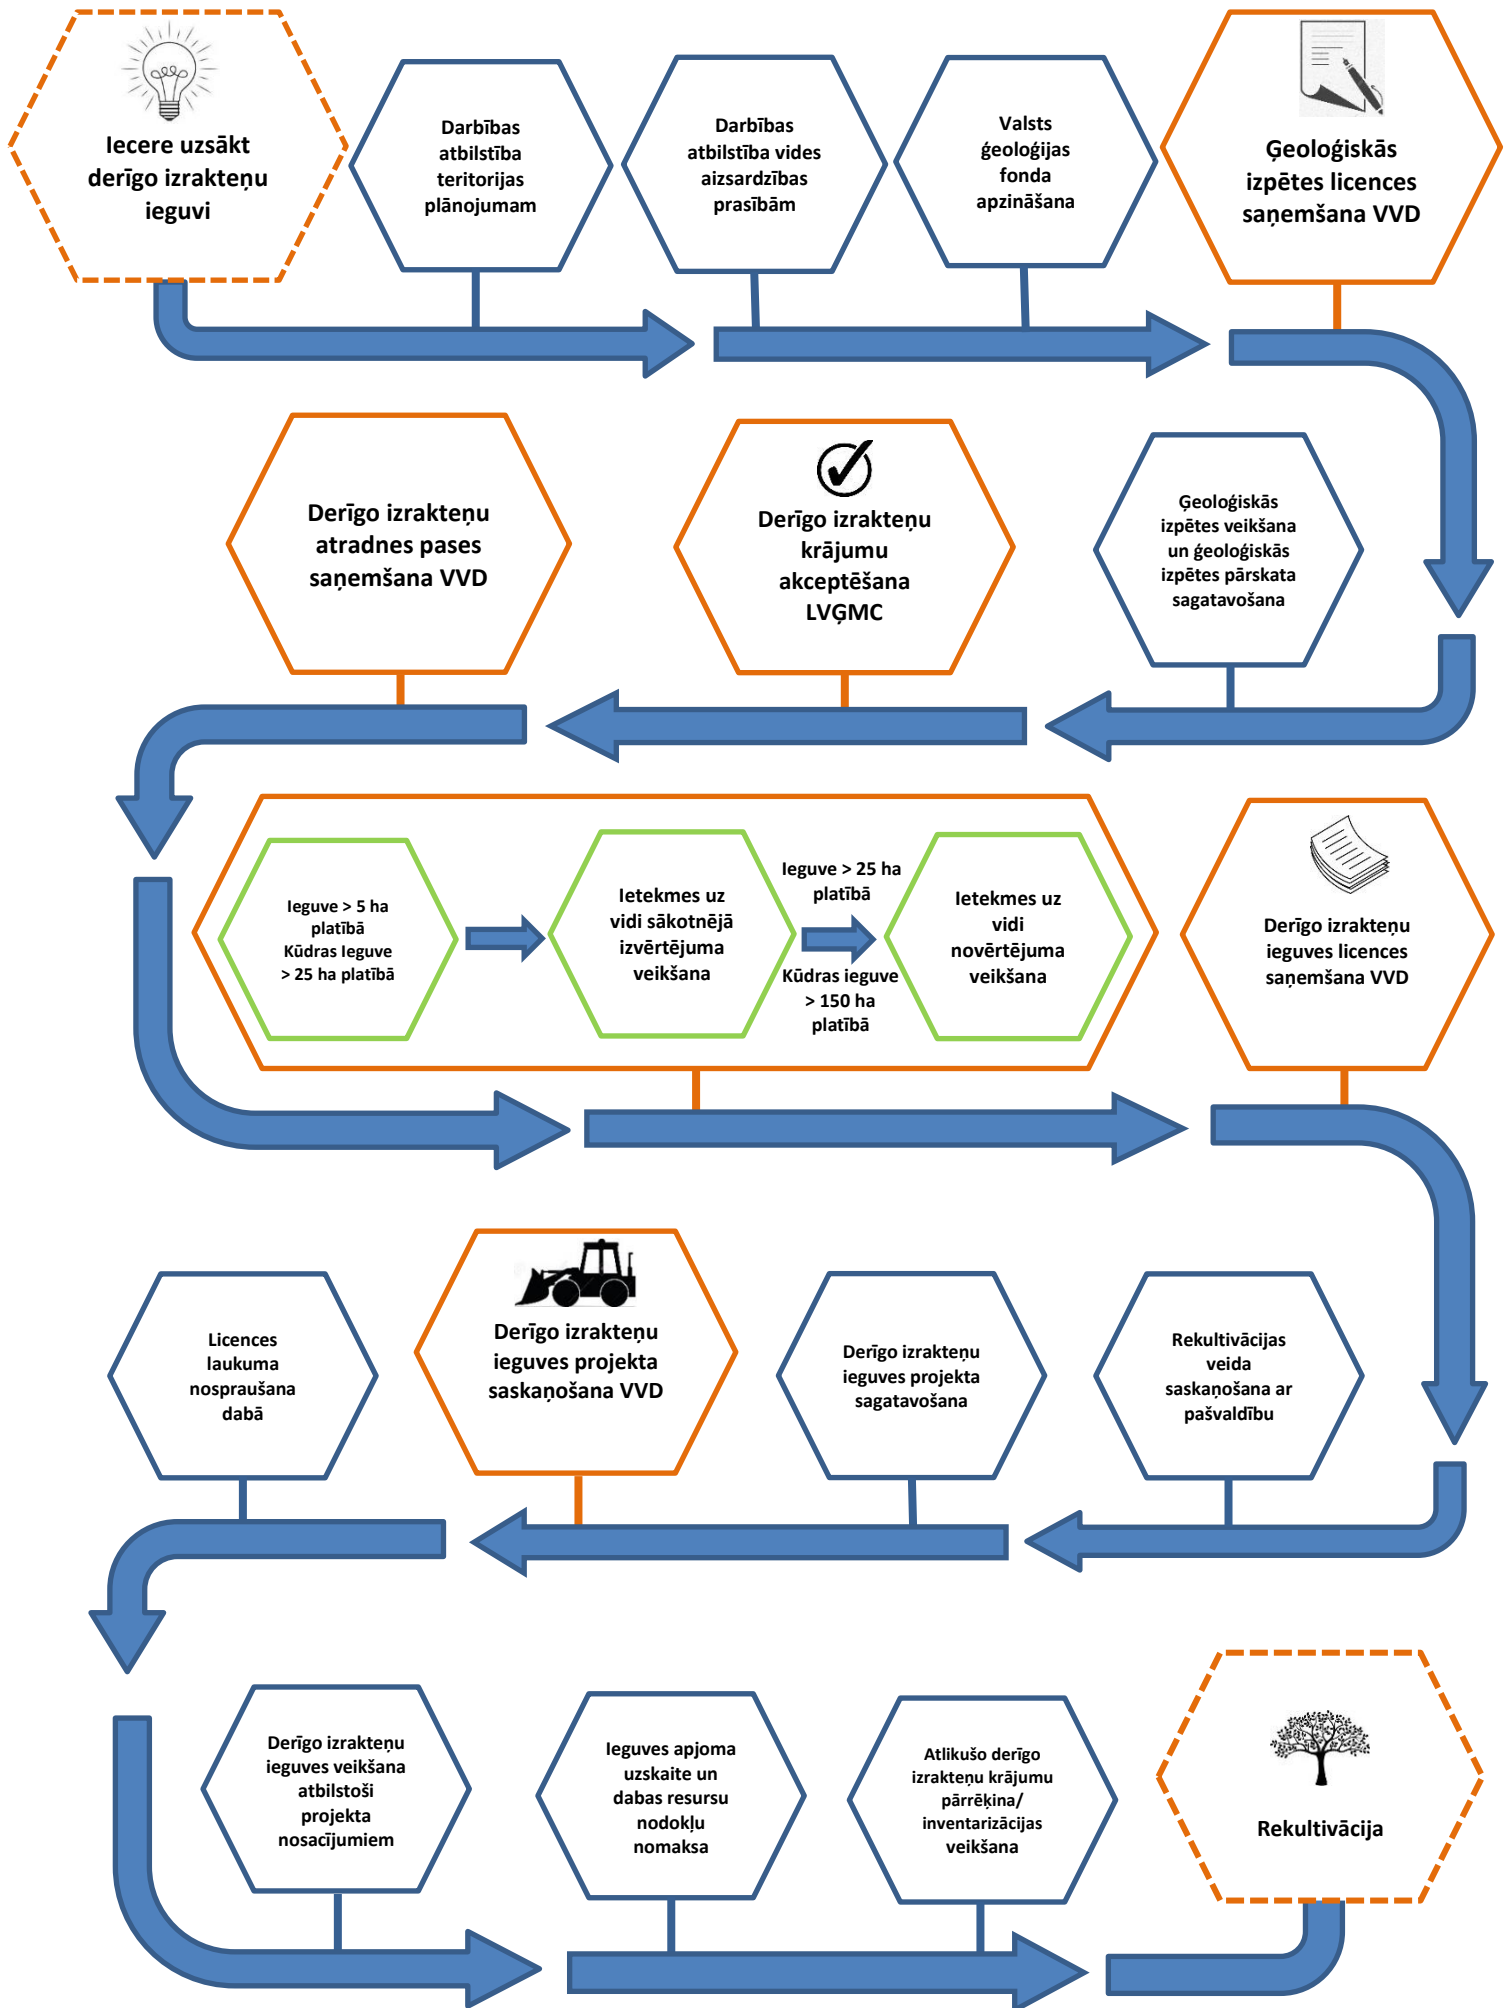 Iecere uzsākt
derīgo izrakteņu
ieguvi
Darbības
atbilstība
teritorijas
plānojumam
Darbības
atbilstība vides
aizsardzības
prasībām
Valsts
ģeoloģijas
fonda
apzināšana
Ģeoloģiskās
izpētes licences
saņemšana VVD
Ģeoloģiskās
izpētes veikšana
un ģeoloģiskās
izpētes pārskata
sagatavošana
Derīgo izrakteņu
krājumu
akceptēšana
LVĢMC
Derīgo izrakteņu
atradnes pases
saņemšana VVD
Ieguve > 5 ha
platībā
Kūdras Ieguve
> 25 ha platībā
Ietekmes uz
vidi sākotnējā
izvērtējuma
veikšana
Ieguve > 25 ha
platībā
Kūdras ieguve
> 150 ha
platībā
Ietekmes uz
vidi
novērtējuma
veikšana
Derīgo izrakteņu
ieguves licences
saņemšana VVD
Rekultivācijas
veida
saskaņošana ar
pašvaldību
Derīgo izrakteņu
ieguves projekta
sagatavošana
Derīgo izrakteņu
ieguves projekta
saskaņošana VVD
Licences
laukuma
nospraušana
dabā
Derīgo izrakteņu
ieguves veikšana
atbilstoši
projekta
nosacījumiem
Ieguves apjoma
uzskaite un
dabas resursu
nodokļu
nomaksa
Atlikušo derīgo
izrakteņu krājumu
pārrēķina/
inventarizācijas
veikšana
Rekultivācija